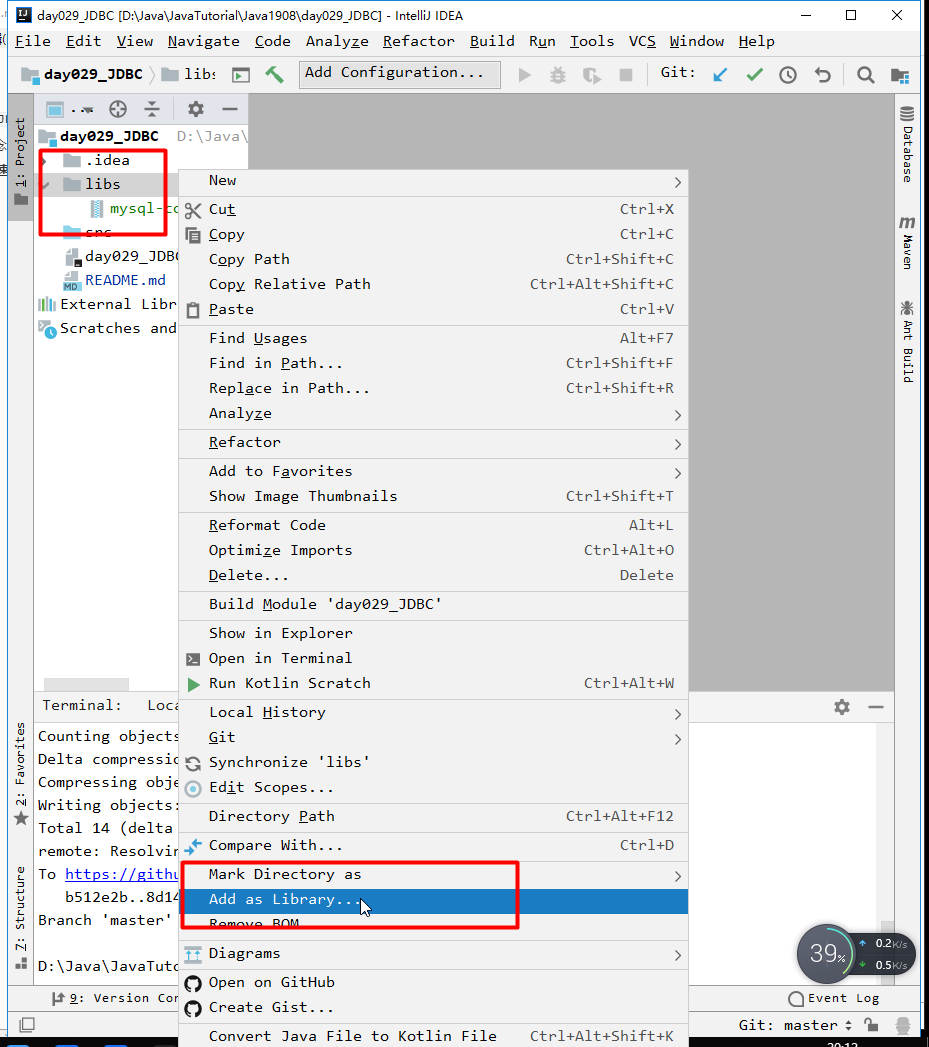 day029_JDBC [D:\Java\JavaTutorial\Java1908\day029_JDBC] - IntelliJ IDEA
File Edit View Navigate Code Analyze Refactor Build Run Tools VCS Window Help
day029_JDBC libs Add Configuration... Git:
1: Project
day029_JDBC D:\Java\
.idea
libs
mysql-co
src
day029_JDBC
README.md
External Libr
Scratches and
New
Cut Ctrl+X
Copy Ctrl+C
Copy Path Ctrl+Shift+C
Copy Relative Path Ctrl+Alt+Shift+C
Paste Ctrl+V
Find Usages Alt+F7
Find in Path... Ctrl+Shift+F
Replace in Path... Ctrl+Shift+R
Analyze
Refactor
Add to Favorites
Show Image Thumbnails Ctrl+Shift+T
Reformat Code Alt+L
Optimize Imports Ctrl+Alt+O
Delete... Delete
Build Module 'day029_JDBC'
Show in Explorer
Open in Terminal
Run Kotlin Scratch Ctrl+Alt+W
Local History
Git
Synchronize 'libs'
Edit Scopes...
Directory Path Ctrl+Alt+F12
Compare With... Ctrl+D
Mark Directory as
Add as Library...
Remove BOM
Diagrams
Open on GitHub
Create Gist...
Convert Java File to Kotlin File Ctrl+Alt+Shift+K
Database
Maven
Ant Build
2: Favorites
7: Structure
Terminal: Loca
Counting objects
Delta compressio
Compressing obje
Writing objects:
Total 14 (delta
remote: Resolvin
To https://githu
b512e2b..8d14
Branch 'master'
D:\Java\JavaTuto
39%
0.2K/s
0.5K/s
9: Version Con
Event Log
Git: master
20:12